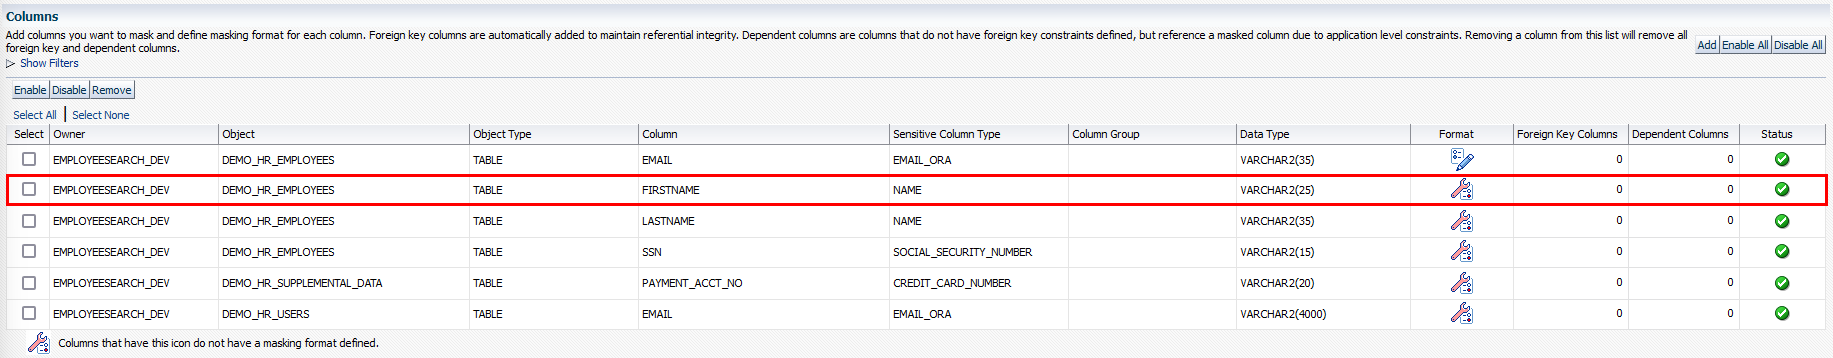 Columns
Add columns you want to mask and define masking format for each column. Foreign key columns are automatically added to maintain referential integrity. Dependent columns are columns that do not have foreign key constraints defined, but reference a masked column due to application level constraints. Removing a column from this list will remove all
foreign key and dependent columns.
Add Enable All Disable All
Show Filters
Enable Disable Remove
Select All | Select None
Select Owner Object Object Type Column Sensitive Column Type Column Group Data Type Format Foreign Key Columns Dependent Columns Status
EMPLOYEESEARCH_DEV DEMO_HR_EMPLOYEES TABLE EMAIL EMAIL_ORA VARCHAR2(35) 0 0
EMPLOYEESEARCH_DEV DEMO_HR_EMPLOYEES TABLE FIRSTNAME NAME VARCHAR2(25) 0 0
EMPLOYEESEARCH_DEV DEMO_HR_EMPLOYEES TABLE LASTNAME NAME VARCHAR2(35) 0 0
EMPLOYEESEARCH_DEV DEMO_HR_EMPLOYEES TABLE SSN SOCIAL_SECURITY_NUMBER VARCHAR2(15) 0 0
EMPLOYEESEARCH_DEV DEMO_HR_SUPPLEMENTAL_DATA TABLE PAYMENT_ACCT_NO CREDIT_CARD_NUMBER VARCHAR2(20) 0 0
EMPLOYEESEARCH_DEV DEMO_HR_USERS TABLE EMAIL EMAIL_ORA VARCHAR2(4000) 0 0
Columns that have this icon do not have a masking format defined.